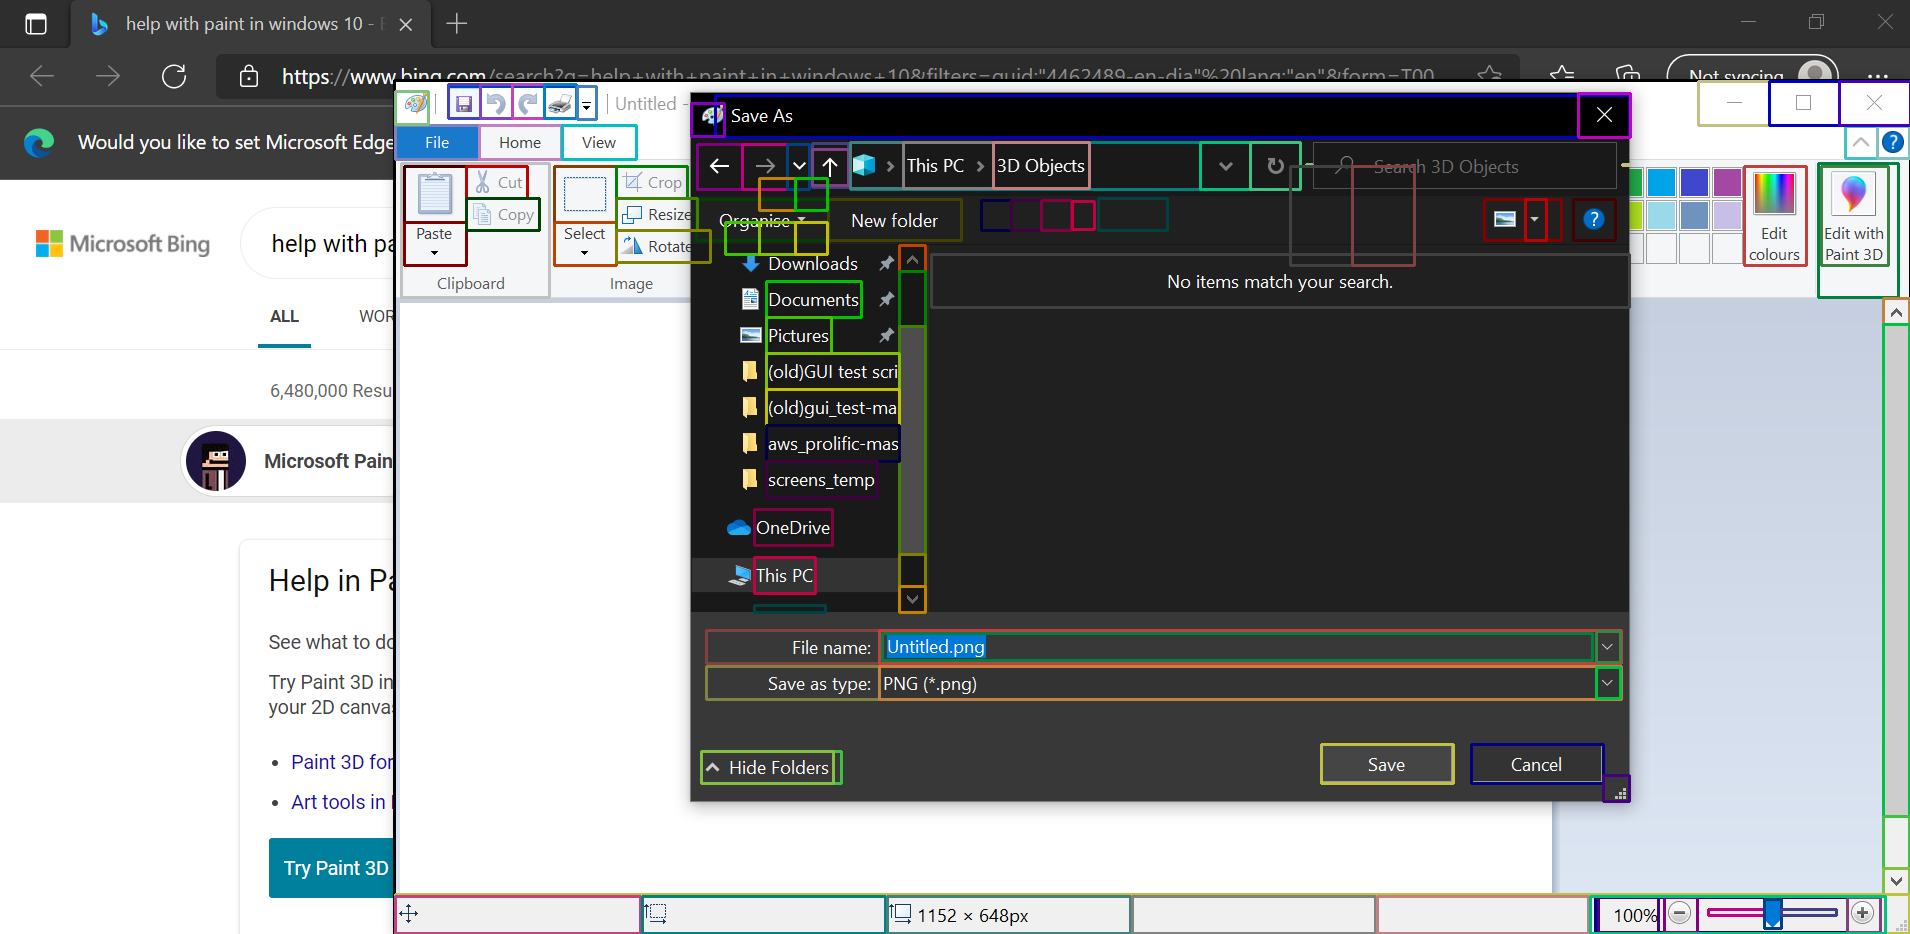 help with paint in windows 10 -
https://www.bing.com/search?q=help+with+paint+in+windows+10&filters=guid:"4462489-en-dia"%20lang:"en"&form=T00
Not syncing
Would you like to set Microsoft Edge
Untitled -
File
Home
View
Paste
Cut
Copy
Clipboard
Select
Crop
Resize
Rotate
Image
Edit
colours
Edit with
Paint 3D
Save As
This PC
3D Objects
Search 3D Objects
Organise
New folder
Downloads
Documents
Pictures
(old)GUI test scri
(old)gui_test-ma
aws_prolific-mas
screens_temp
OneDrive
This PC
No items match your search.
File name:
Untitled.png
Save as type:
PNG (*.png)
Hide Folders
Save
Cancel
Microsoft Bing
help with pa
ALL
WOR
6,480,000 Resu
Microsoft Pain
Help in Pa
See what to do
Try Paint 3D in
your 2D canvas
Paint 3D for
Art tools in
Try Paint 3D
1152 × 648px
100%